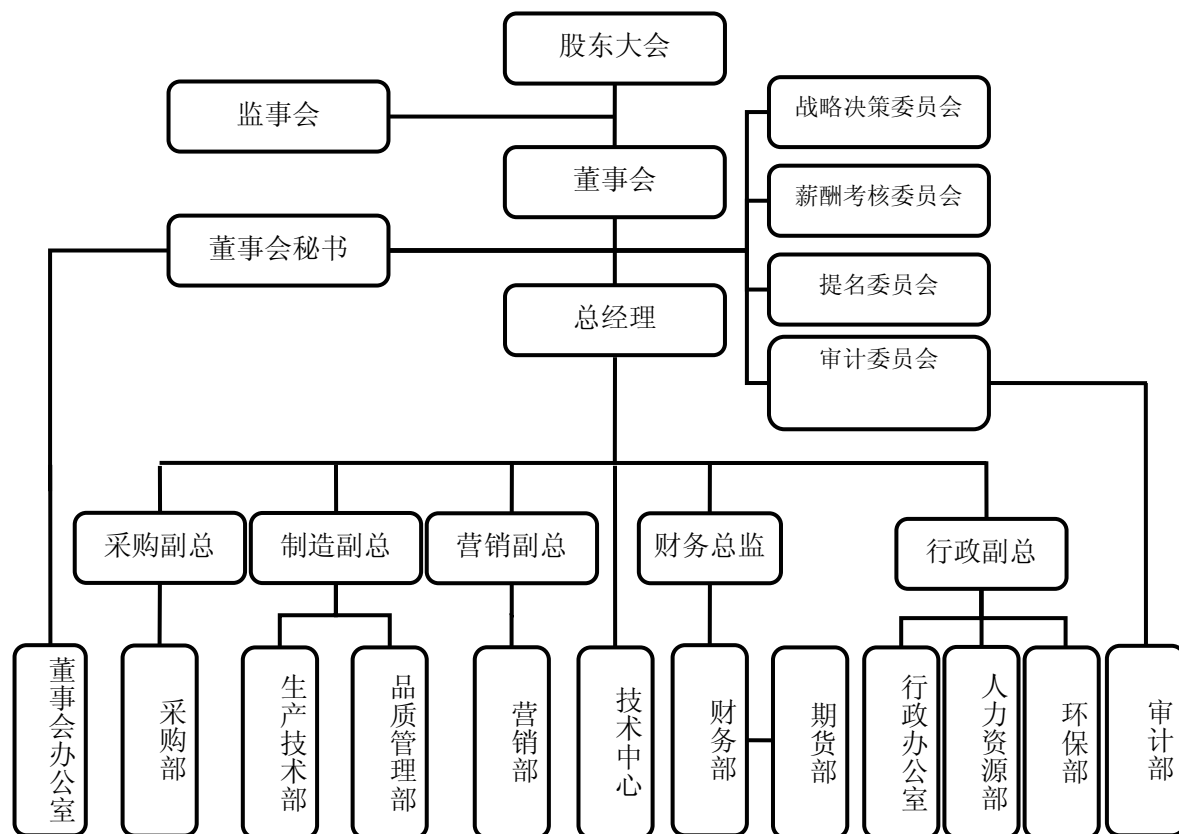 股东大会
监事会
战略决策委员会
董事会
薪酬考核委员会
董事会秘书
提名委员会
总经理
审计委员会
采购副总
制造副总
营销副总
财务总监
行政副总
董事会办公室
采购部
生产技术部
品质管理部
营销部
技术中心
财务部
期货部
行政办公室
人力资源部
环保部
审计部